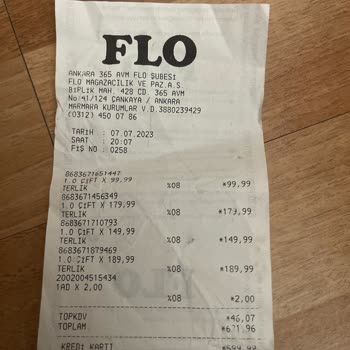 FLO
ANKARA 365 AVM FLO ŞUBESİ
FLO MAGAZACILIK VE PAZ.A.S
BİRLİK MAH. 428 CD. 365 AVM
No:41/124 ÇANKAYA / ANKARA
MARMARA KURUMLAR V.D.3880239429
(0312) 450 07 86
TARİH : 07.07.2023
SAAT : 20:07
FİŞ NO : 0258
8683671651447
1.0 ÇİFT X 99,99
TERLİK %08 *99,99
8683671456349
1.0 ÇİFT X 179,99
TERLİK %08 *179,99
8683671710793
1.0 ÇİFT X 149,99
TERLİK %08 *149,99
8683671879469
1.0 ÇİFT X 189,99
TERLİK %08 *189,99
2002004515434
1AD X 2,00
%08 *2,00
TOPKDV *46,07
TOPLAM
KREDİ KARTI